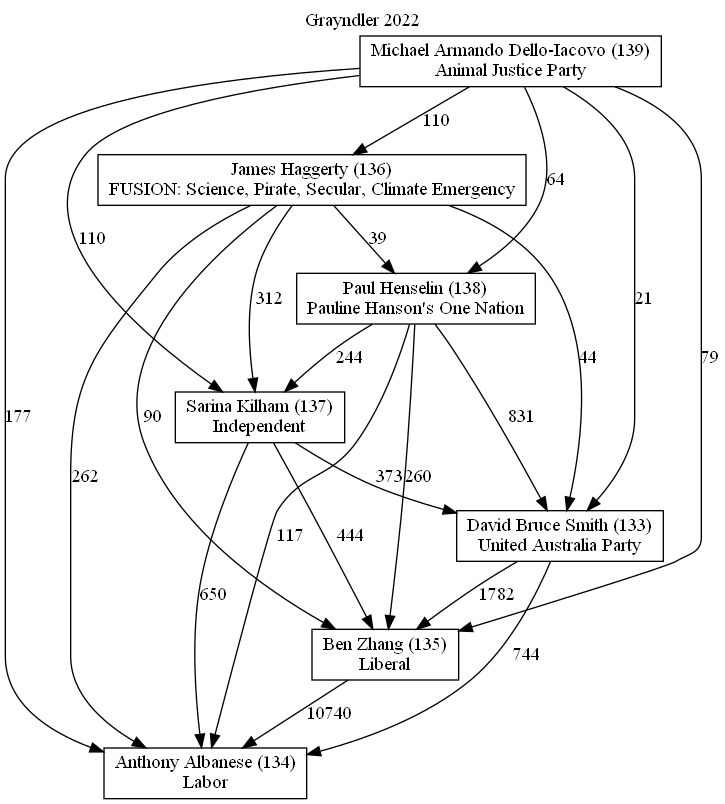 Grayndler 2022
Michael Armando Dello-Iacovo (139)
Animal Justice Party
110
James Haggerty (136)
FUSION: Science, Pirate, Secular, Climate Emergency
64
110
312
39
Paul Henselin (138)
Pauline Hanson's One Nation
21
44
79
244
Sarina Kilham (137)
Independent
177
90
831
262
373
260
444
117
David Bruce Smith (133)
United Australia Party
650
1782
Ben Zhang (135)
Liberal
744
10740
Anthony Albanese (134)
Labor